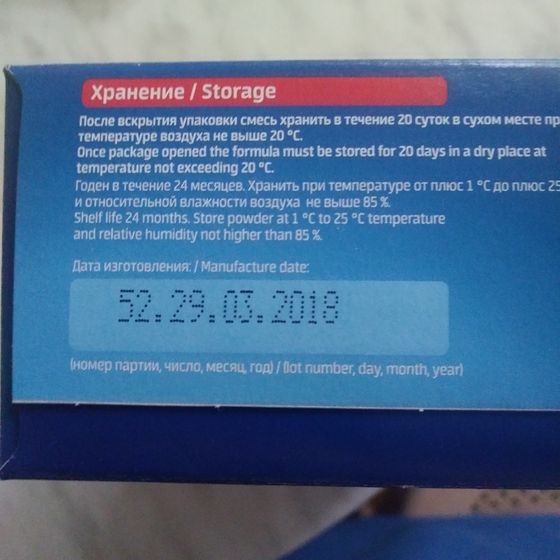 Хранение / Storage
После вскрытия упаковки смесь хранить в течение 20 суток в сухом месте
температуре воздуха не выше 20 °C.
Once package opened the formula must be stored for 20 days in a dry place at
temperature not exceeding 20 °C.
Годен в течение 24 месяцев. Хранить при температуре от плюс 1 °C до плюс
и относительной влажности воздуха не выше 85 %.
Shelf life 24 months. Store powder at 1 °C to 25 °C temperature
and relative humidity not higher than 85 %.
Дата изготовления: / Manufacture date:
52.29.03.2018
(номер партии, число, месяц, год) / (lot number, day, month, year)